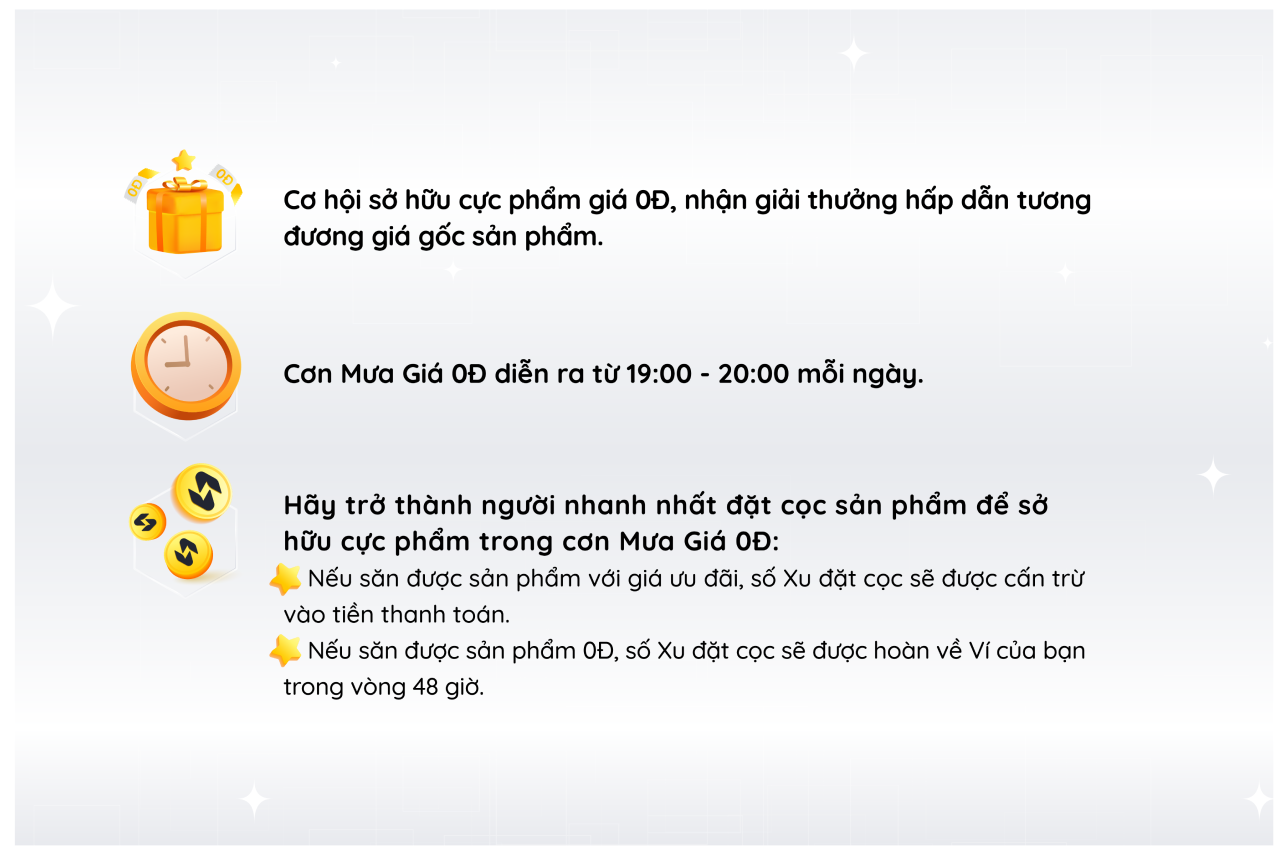 0Đ
0Đ
Cơ hội sở hữu cực phẩm giá 0Đ, nhận giải thưởng hấp dẫn tương
đương giá gốc sản phẩm.
Cơn Mưa Giá 0Đ diễn ra từ 19:00 - 20:00 mỗi ngày.
Hãy trở thành người nhanh nhất đặt cọc sản phẩm để sở
hữu cực phẩm trong cơn Mưa Giá 0Đ:
Nếu săn được sản phẩm với giá ưu đãi, số Xu đặt cọc sẽ được cấn trừ
vào tiền thanh toán.
Nếu săn được sản phẩm 0Đ, số Xu đặt cọc sẽ được hoàn về Ví của bạn
trong vòng 48 giờ.